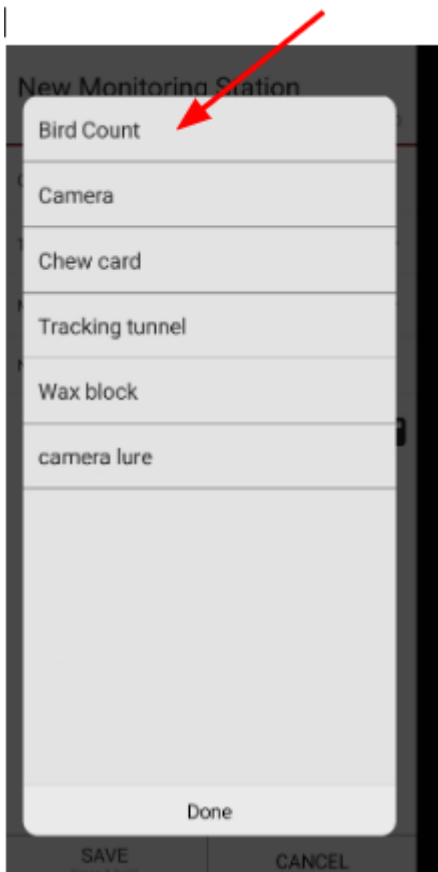 New Monitoring Station
Bird Count
Camera
Chew card
Tracking tunnel
Wax block
camera lure
Done
SAVE
CANCEL